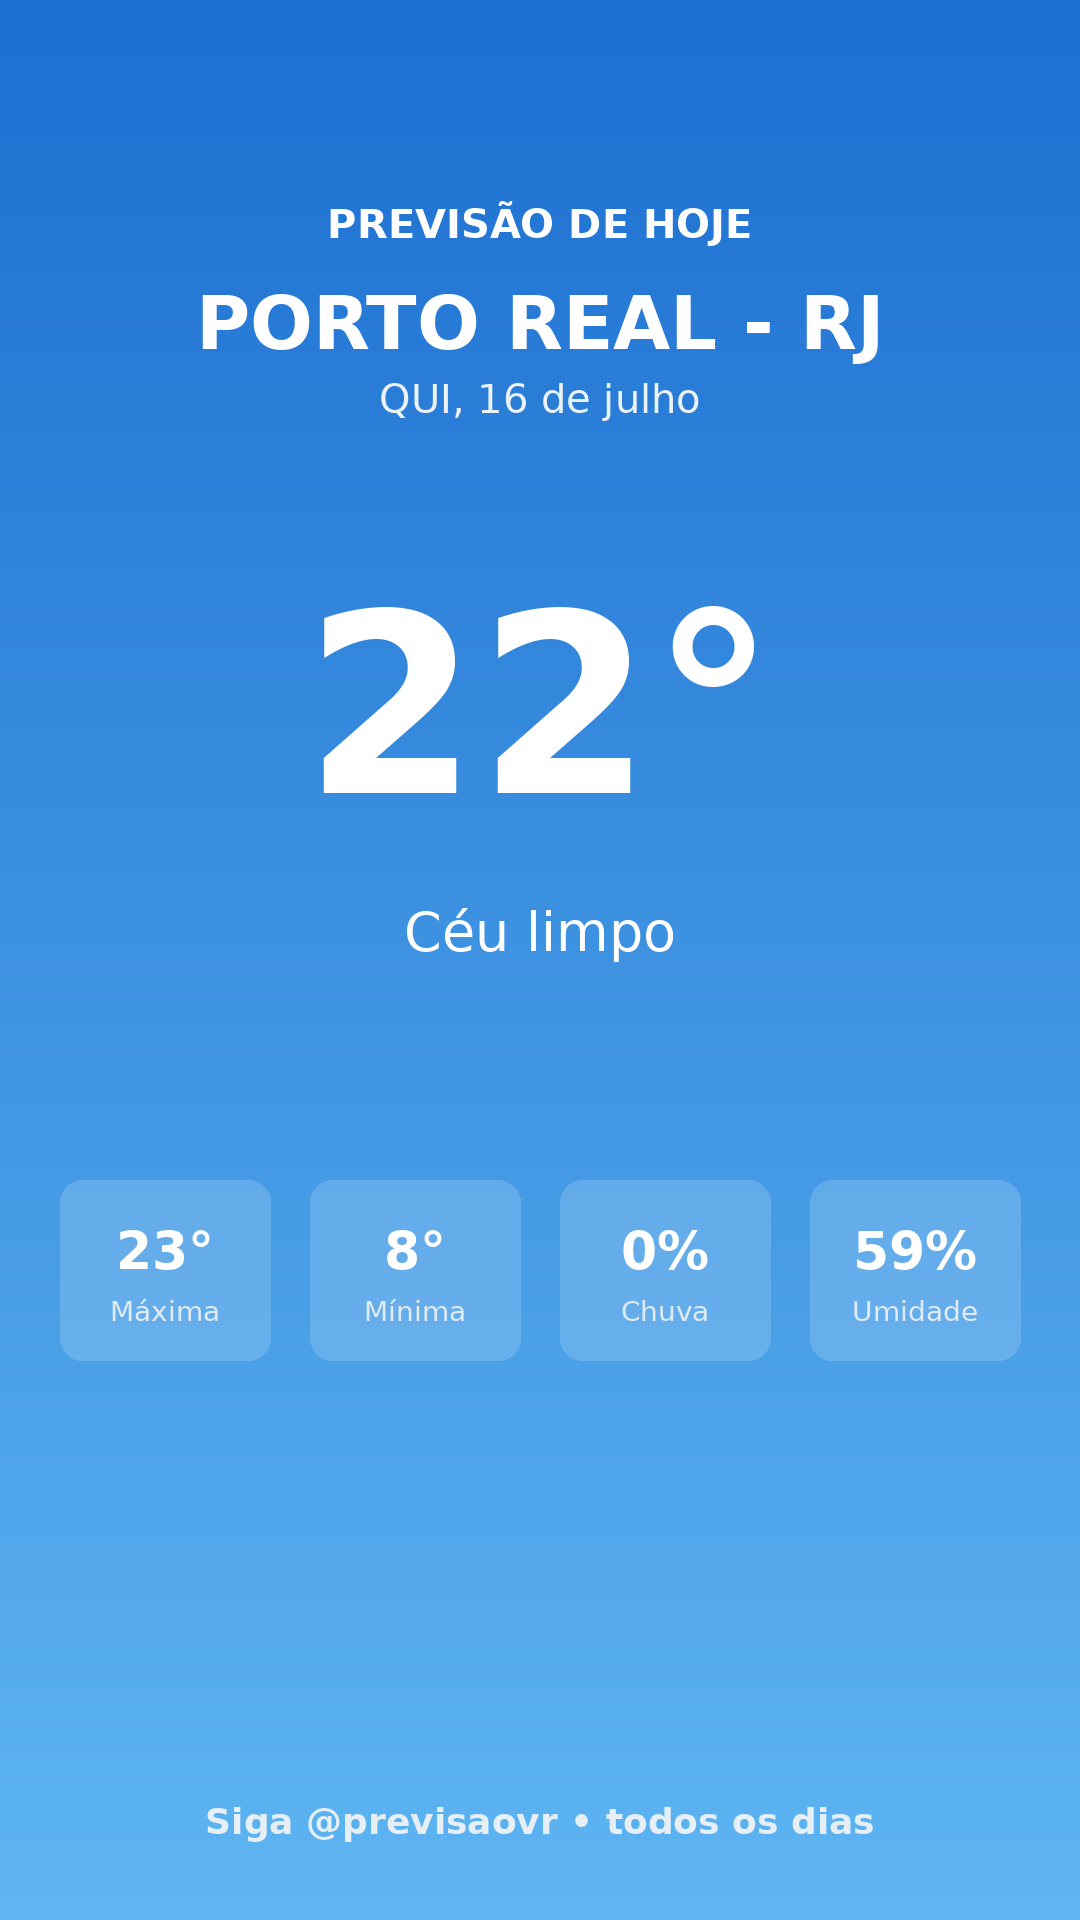 PREVISÃO DE HOJE
PORTO REAL - RJ
QUI, 16 de julho
22°
Céu limpo
23° 8° 0% 59%
Máxima Mínima Chuva Umidade
Siga @previsaovr • todos os dias